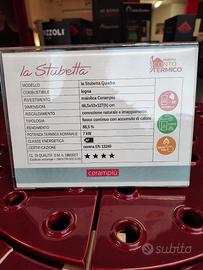 la Stubetta
CONTO
TERMICO
MODELLO la Stubetta Quadra
COMBUSTIBILE legna
RIVESTIMENTO maiolica Cerampiù
DIMENSIONI
RISCALDAMENTO convezione naturale e irraggiamento
TIPOLOGIA fuoco continuo con accumulo di calore
RENDIMENTO 88,5 %
POTENZA TERMICA NOMINALE 7 kW
CLASSE ENERGETICA
CERTIFICAZIONE norma EN 13240
★★★★
cerampiù
subito